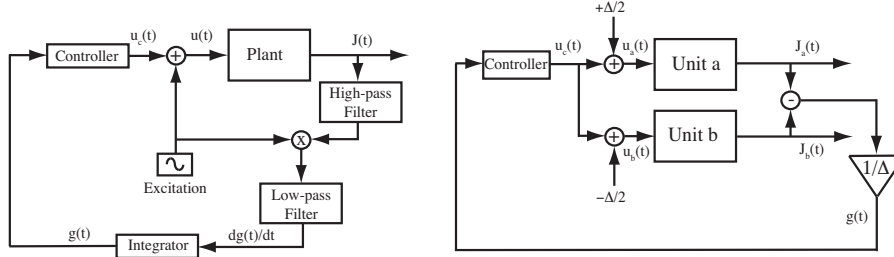 Controller
u_c(t)
+
u(t)
Plant
J(t)
High-pass
Filter
x
Excitation
Low-pass
Filter
g(t)
Integrator
dg(t)/dt
+Δ/2
Controller
u_c(t)
+
u_a(t)
Unit a
J_a(t)
-
+
u_b(t)
Unit b
J_b(t)
1/Δ
−Δ/2
g(t)